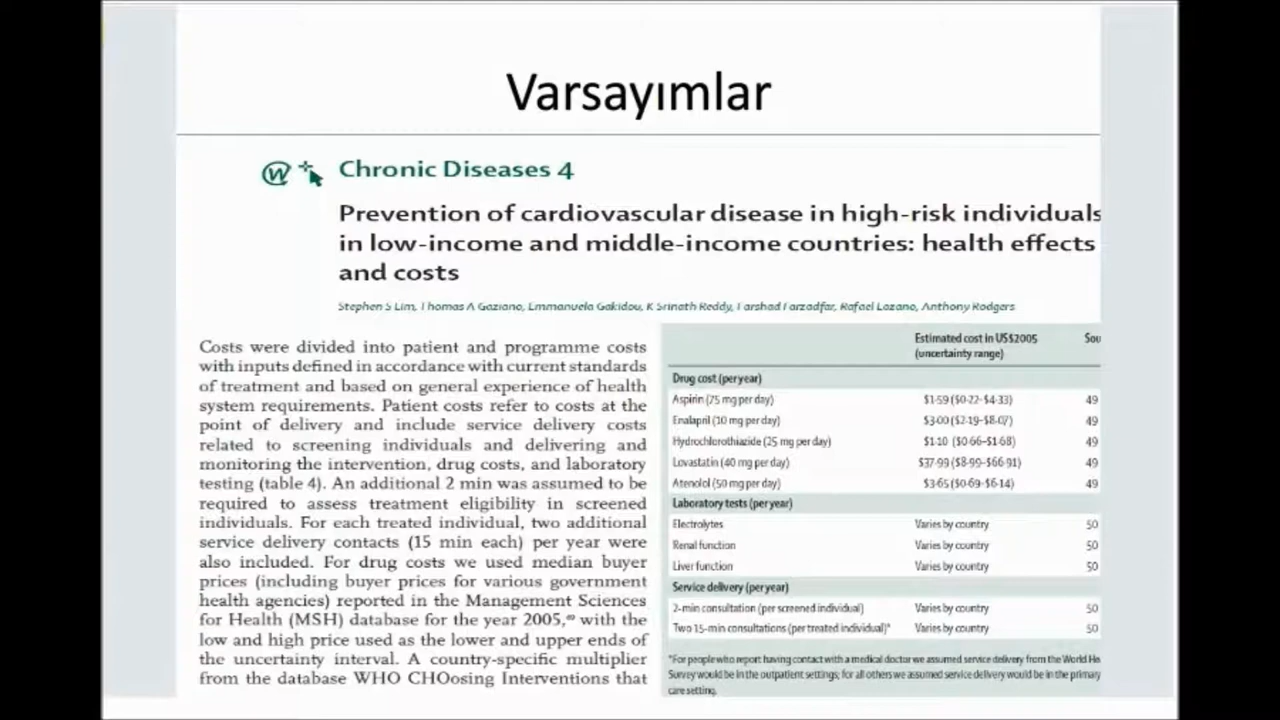 Varsayımlar
Chronic Diseases 4
Prevention of cardiovascular disease in high-risk individuals
in low-income and middle-income countries: health effects
and costs
Stephen S Lim, Thomas A Gaziano, Emmanuela Gakidou, K Srinath Reddy, Farshad Farzadfar, Rafael Lozano, Anthony Rodgers
Costs were divided into patient and programme costs
with inputs defined in accordance with current standards
of treatment and based on general experience of health
system requirements. Patient costs refer to costs at the
point of delivery and include service delivery costs
related to screening individuals and delivering and
monitoring the intervention, drug costs, and laboratory
testing (table 4). An additional 2 min was assumed to be
required to assess treatment eligibility in screened
individuals. For each treated individual, two additional
service delivery contacts (15 min each) per year were
also included. For drug costs we used median buyer
prices (including buyer prices for various government
health agencies) reported in the Management Sciences
for Health (MSH) database for the year 2005, with the
low and high price used as the lower and upper ends of
the uncertainty interval. A country-specific multiplier
from the database WHO CHOosing Interventions that
Estimated cost in US$2005 Sou
(uncertainty range)
Drug cost (per year)
Aspirin (75 mg per day) $1·59 ($0·22–$4·33) 49
Enalapril (10 mg per day) $3·00 ($2·19–$8·07) 49
Hydrochlorothiazide (25 mg per day) $1·10 ($0·66–$1·68) 49
Lovastatin (40 mg per day) $37·99 ($8·99–$66·91) 49
Atenolol (50 mg per day) $3·65 ($0·69–$6·14) 49
Laboratory tests (per year)
Electrolytes Varies by country 50
Renal function Varies by country 50
Liver function Varies by country 50
Service delivery (per year)
2-min consultation (per screened individual) Varies by country 50
Two 15-min consultations (per treated individual)* Varies by country 50
*For people who report having contact with a medical doctor we assumed service delivery from the World He
Survey would be in the outpatient settings; for all others we assumed service delivery would be in the primary
care setting.